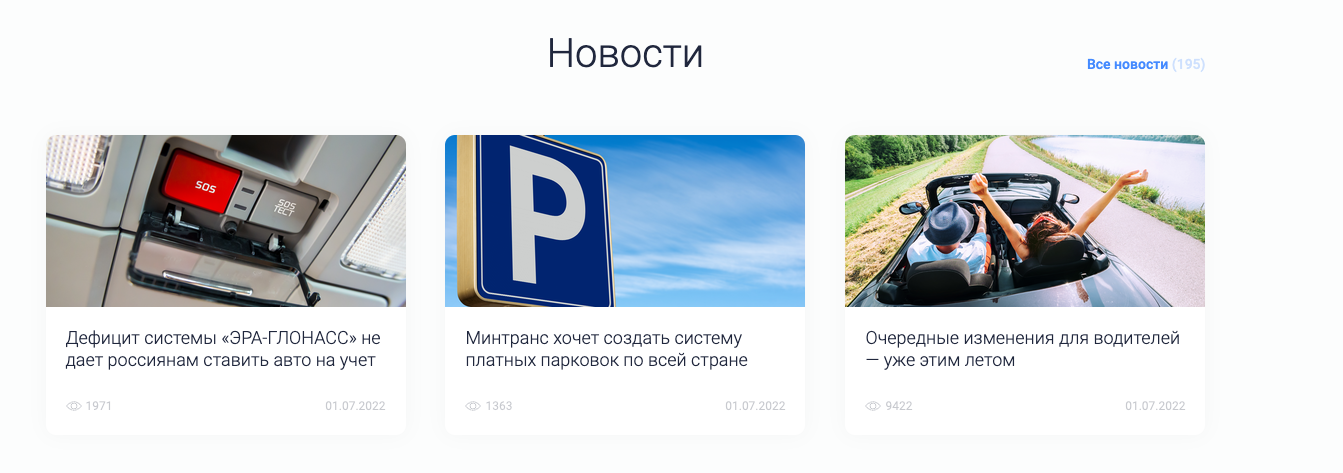 Новости
Все новости (195)
SOS
SOS
ТЕСТ
P
Дефицит системы «ЭРА-ГЛОНАСС» не
дает россиянам ставить авто на учет
1971
01.07.2022
Минтранс хочет создать систему
платных парковок по всей стране
1363
01.07.2022
Очередные изменения для водителей
— уже этим летом
9422
01.07.2022